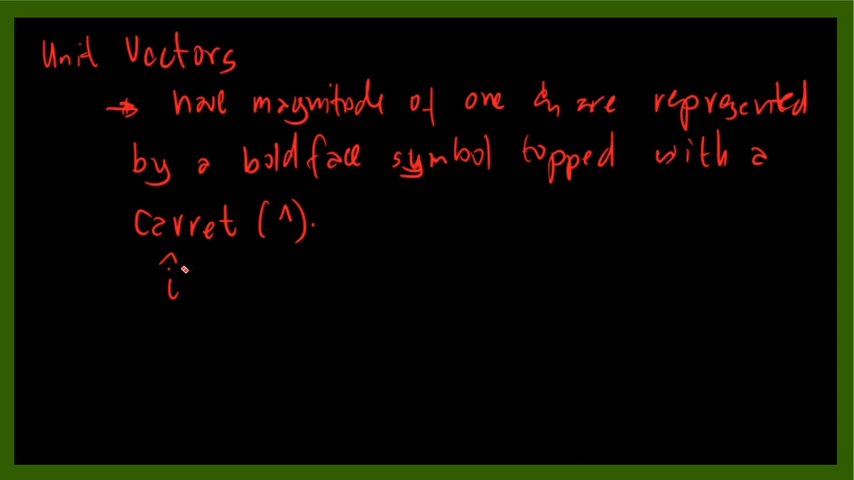 Unit Vectors
→ have magnitude of one & are represented
by a boldface symbol topped with a
carret (^).
î